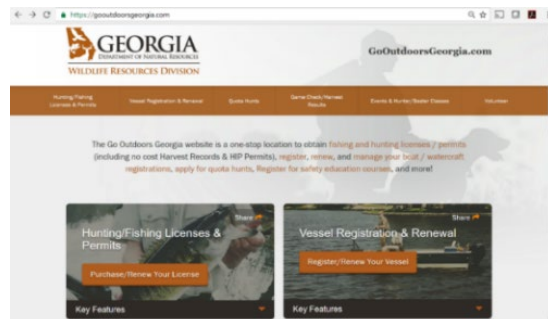 https://gooutdoorsgeorgia.com
GEORGIA
DEPARTMENT OF NATURAL RESOURCES
WILDLIFE RESOURCES DIVISION
GoOutdoorsGeorgia.com
Hunting/Fishing
Licenses & Permits
Vessel Registration & Renewal
Quota Hunts
Game Check/Harvest
Results
Events & Hunter/Boater Classes
Volunteer
The Go Outdoors Georgia website is a one-stop location to obtain fishing and hunting licenses / permits
(including no cost Harvest Records & HIP Permits), register, renew, and manage your boat / watercraft
registrations, apply for quota hunts, Register for safety education courses, and more!
Share
Hunting/Fishing Licenses &
Permits
Purchase/Renew Your License
Key Features
Share
Vessel Registration & Renewal
Register/Renew Your Vessel
Key Features